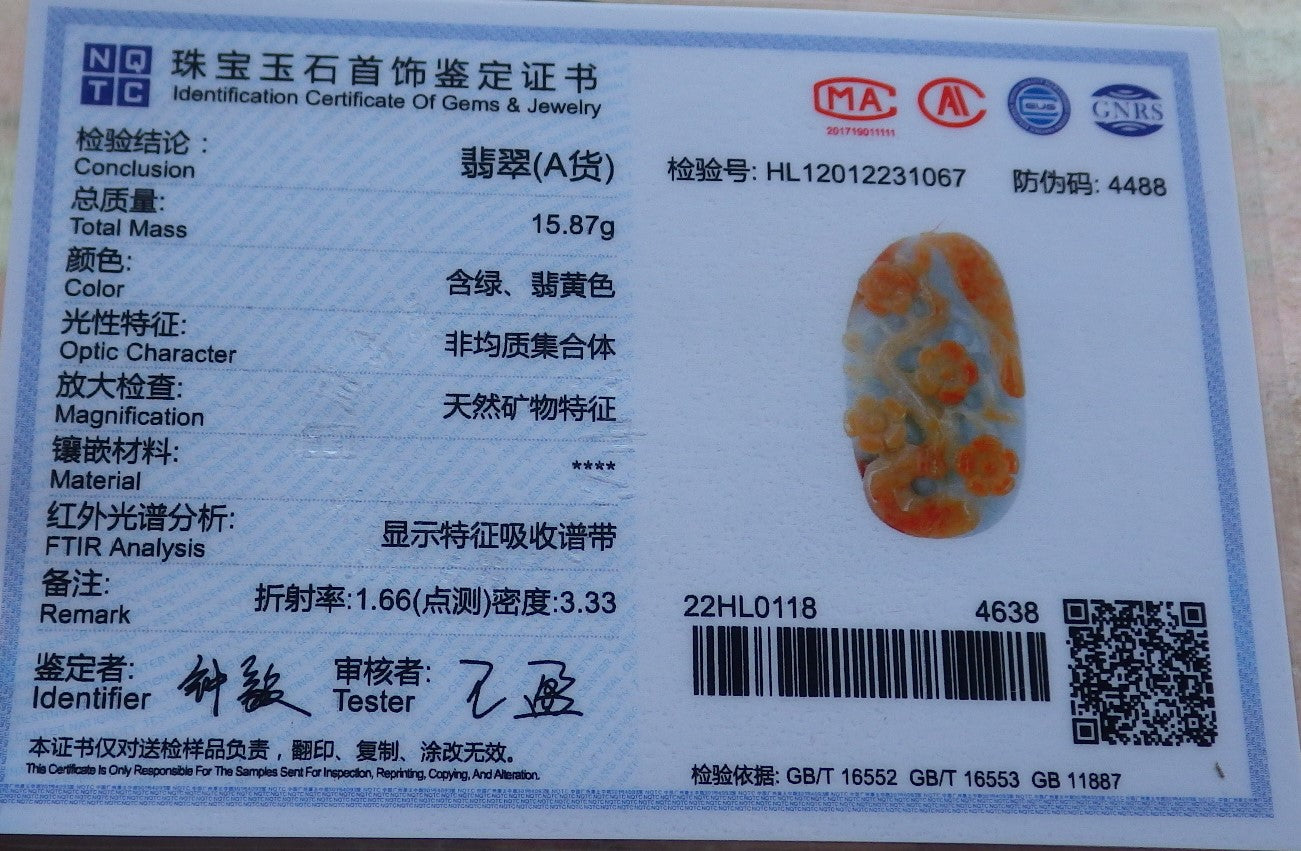 NQ
TC
珠宝玉石首饰鉴定证书
Identification Certificate Of Gems & Jewelry
检验结论：
Conclusion
翡翠(A货)
总质量:
Total Mass
15.87g
颜色:
Color
含绿、翡黄色
光性特征:
Optic Character
非均质集合体
放大检查:
Magnification
天然矿物特征
镶嵌材料:
Material
****
红外光谱分析:
FTIR Analysis
显示特征吸收谱带
备注:
Remark
折射率:1.66(点测)密度:3.33
鉴定者:
Identifier
审核者:
Tester
本证书仅对送检样品负责，翻印、复制、涂改无效。
This Certificate Is Only Responsible For The Samples Sent For Inspection, Reprinting, Copying, And Alteration.
MA
201719011111
GNRS
检验号: HL12012231067
防伪码: 4488
22HL0118
4638
检验依据: GB/T 16552 GB/T 16553 GB 11887